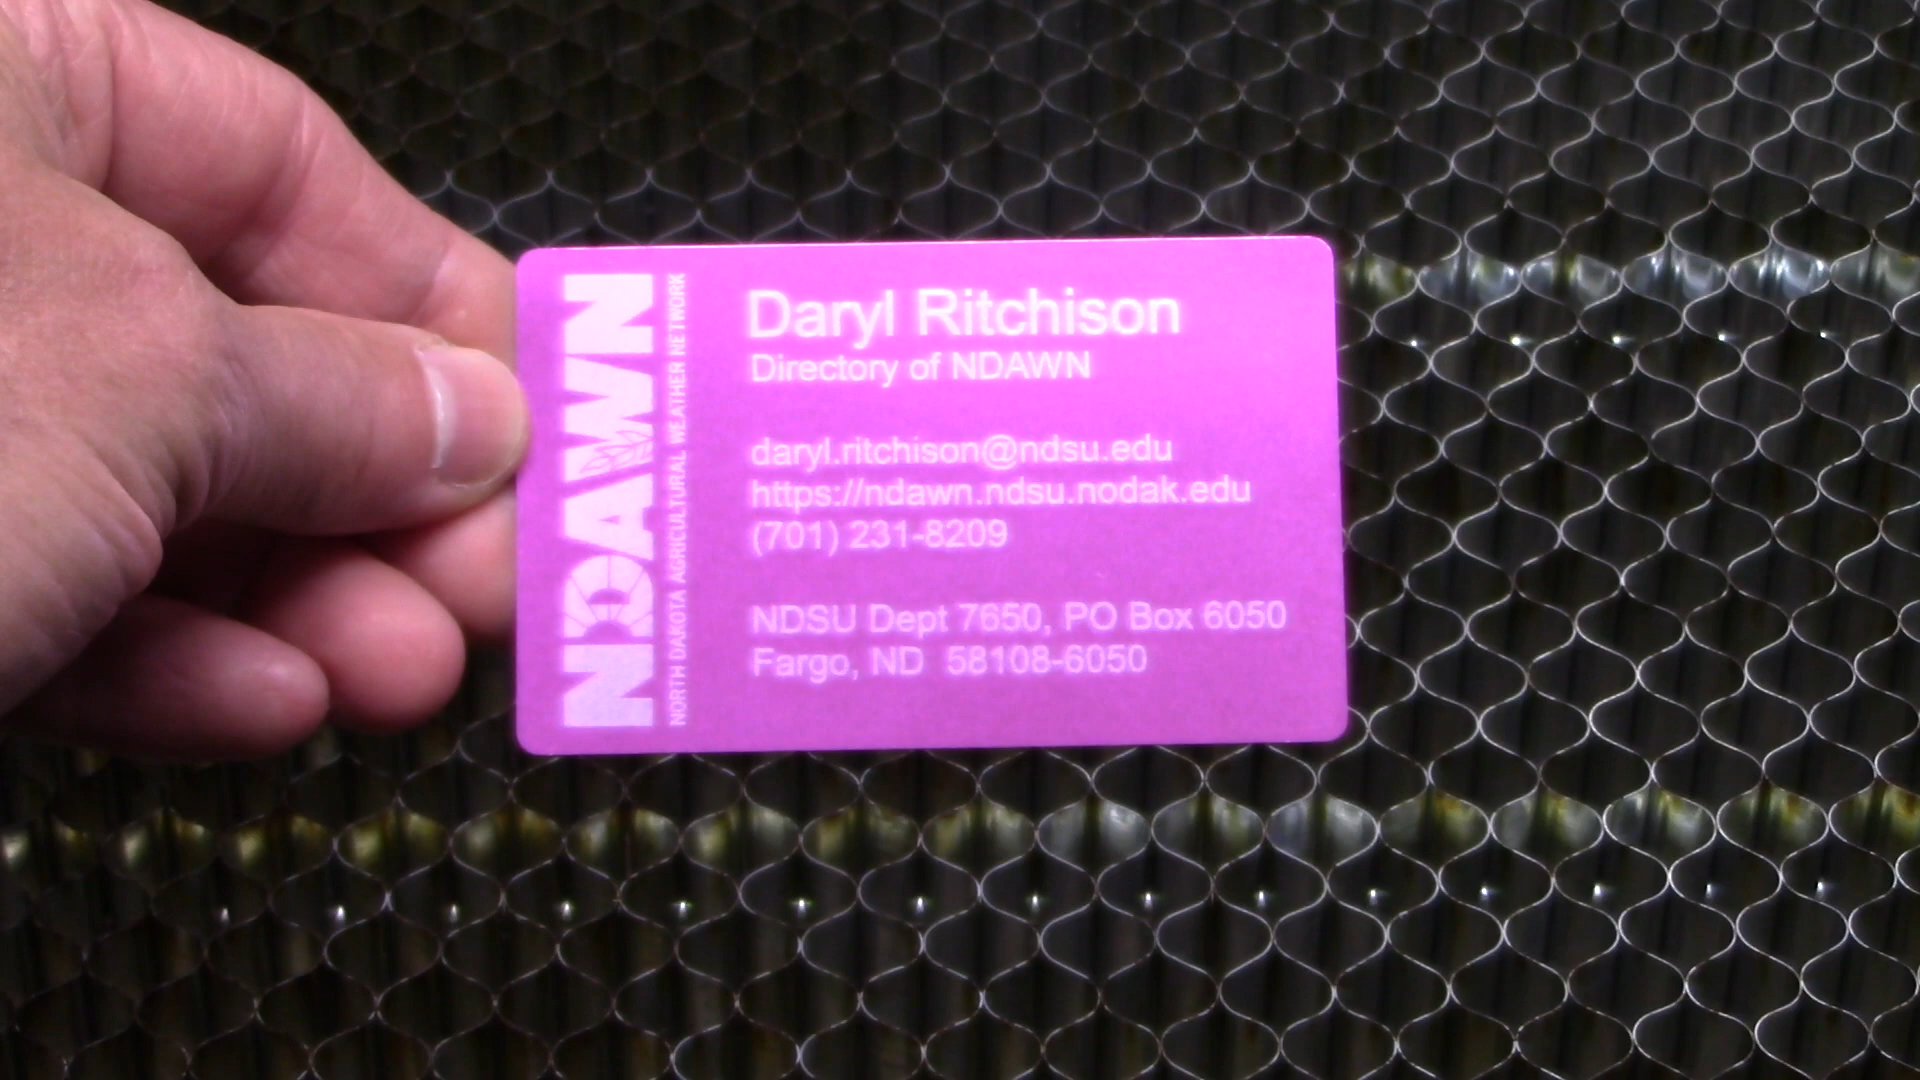 NDAWN
NORTH DAKOTA AGRICULTURAL WEATHER NETWORK
Daryl Ritchison
Directory of NDAWN
daryl.ritchison@ndsu.edu
https://ndawn.ndsu.nodak.edu
(701) 231-8209
NDSU Dept 7650, PO Box 6050
Fargo, ND  58108-6050